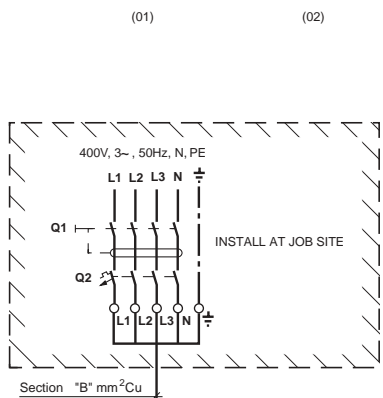 (01) (02)
400V, 3~ , 50Hz, N, PE
L1 L2 L3 N
Q1
INSTALL AT JOB SITE
Q2
L1 L2 L3 N
Section "B" mm²Cu